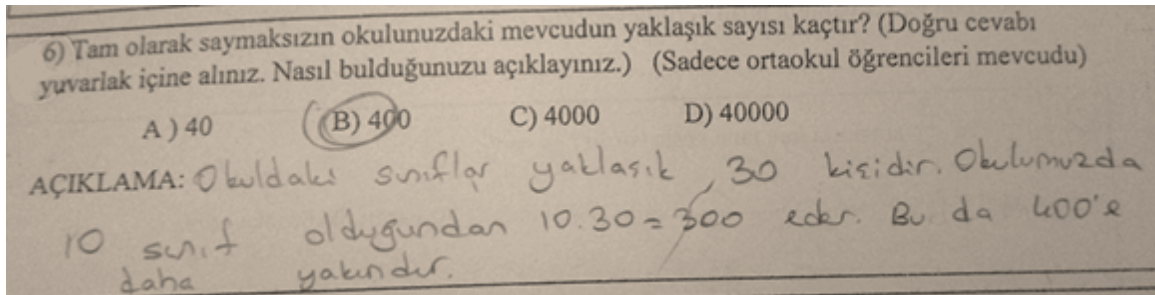 6) Tam olarak saymaksızın okulunuzdaki mevcudun yaklaşık sayısı kaçtır? (Doğru cevabı
yuvarlak içine alınız. Nasıl bulduğunuzu açıklayınız.) (Sadece ortaokul öğrencileri mevcudu)
A ) 40 B) 400 C) 4000 D) 40000
AÇIKLAMA: Okuldaki sınıflar yaklaşık 30 kişidir. Okulumuzda
10 sınıf olduğundan 10.30=300 eder. Bu da 400'e
daha yakındır.